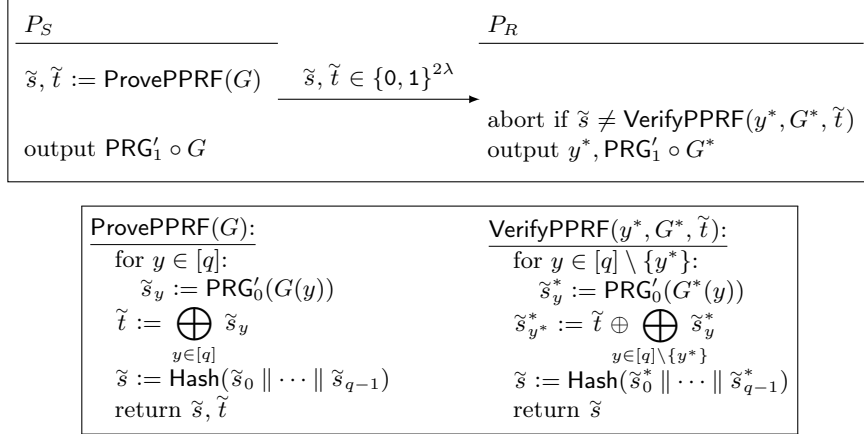 P_S P_R
s̃, t̃ := ProvePPRF(G) s̃, t̃ ∈ {0, 1}^{2λ}
abort if s̃ ≠ VerifyPPRF(y*, G*, t̃)
output PRG′_1 ∘ G output y*, PRG′_1 ∘ G*
ProvePPRF(G): VerifyPPRF(y*, G*, t̃):
for y ∈ [q]: for y ∈ [q] \ {y*}:
s̃_y := PRG′_0(G(y)) s̃*_y := PRG′_0(G*(y))
t̃ := ⨁_{y∈[q]} s̃_y s̃*_{y*} := t̃ ⊕ ⨁_{y∈[q]\{y*}} s̃*_y
s̃ := Hash(s̃_0 ∥ ⋯ ∥ s̃_{q−1}) s̃ := Hash(s̃*_0 ∥ ⋯ ∥ s̃*_{q−1})
return s̃, t̃ return s̃